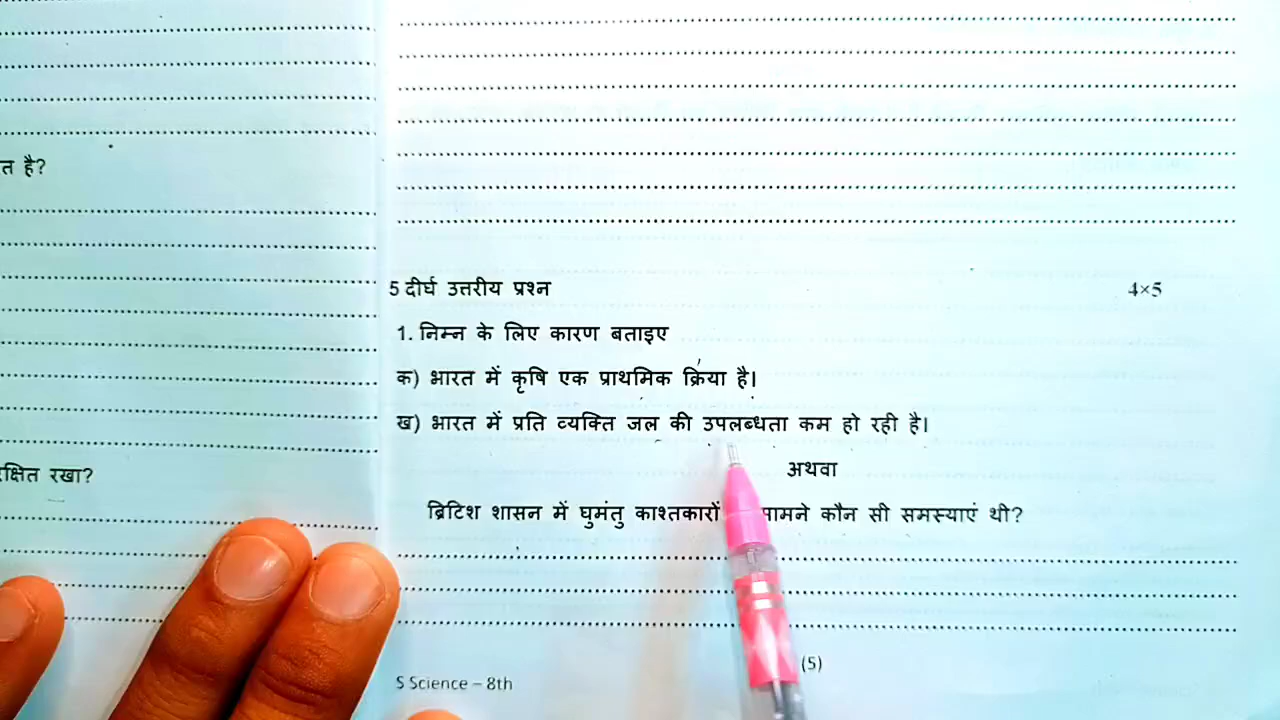 त है?
रक्षित रखा?
5 दीर्घ उत्तरीय प्रश्न 4×5
1. निम्न के लिए कारण बताइए
क) भारत में कृषि एक प्राथमिक क्रिया है।
ख) भारत में प्रति व्यक्ति जल की उपलब्धता कम हो रही है।
अथवा
ब्रिटिश शासन में घुमंतु काश्तकारों कौन सी समस्याएं थी?
(5)
S Science – 8th